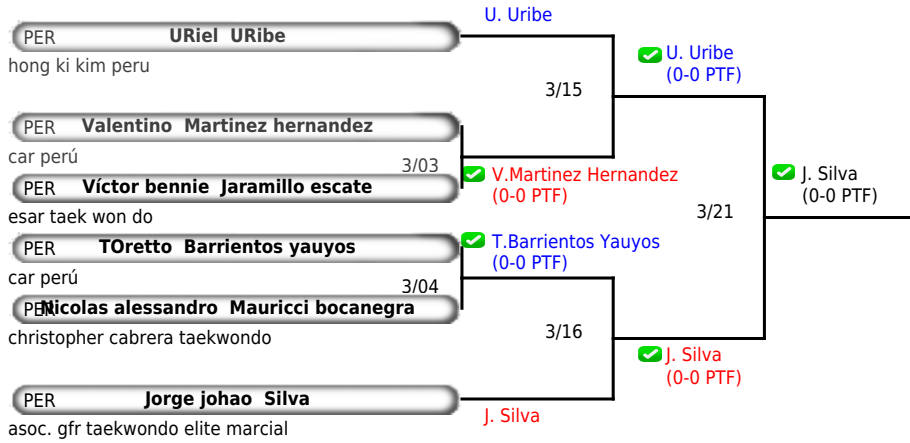 U. Uribe
PER URiel URibe
hong ki kim peru
U. Uribe
(0-0 PTF)
3/15
PER Valentino Martinez hernandez
car perú
3/03
V.Martinez Hernandez
(0-0 PTF)
PER Víctor bennie Jaramillo escate
esar taek won do
J. Silva
(0-0 PTF)
3/21
PER TOretto Barrientos yauyos
car perú
T.Barrientos Yauyos
(0-0 PTF)
3/04
PER Nicolas alessandro Mauricci bocanegra
christopher cabrera taekwondo
3/16
J. Silva
(0-0 PTF)
PER Jorge johao Silva
J. Silva
asoc. gfr taekwondo elite marcial